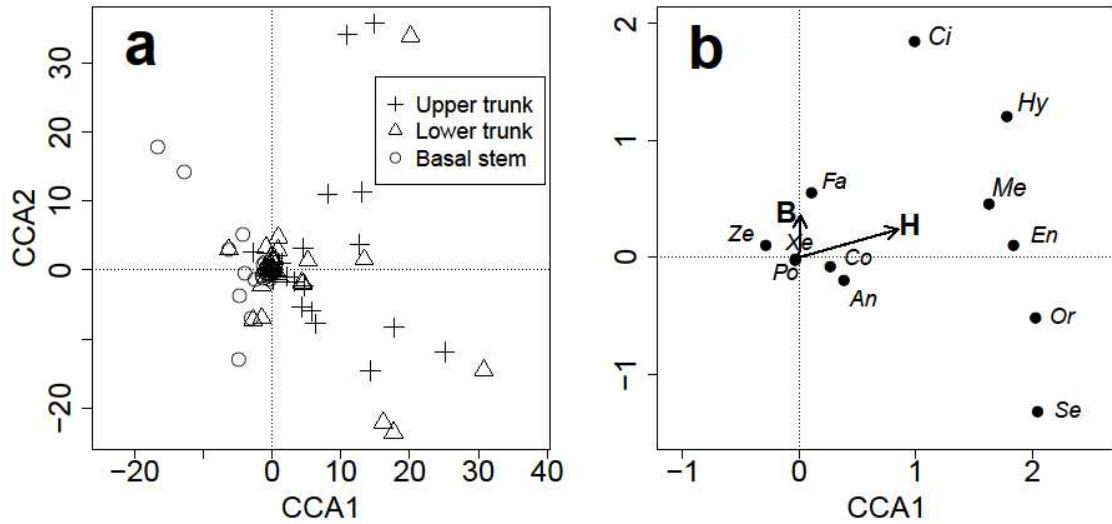 a
CCA2
30
20
10
0
−20
+ Upper trunk
△ Lower trunk
○ Basal stem
−20 0 10 20 30 40
CCA1
b
2
1
0
−1
Ci
Hy
Fa
Me
B
H
Ze
Xe
En
Po
Co
An
Or
Se
−1 0 1 2
CCA1